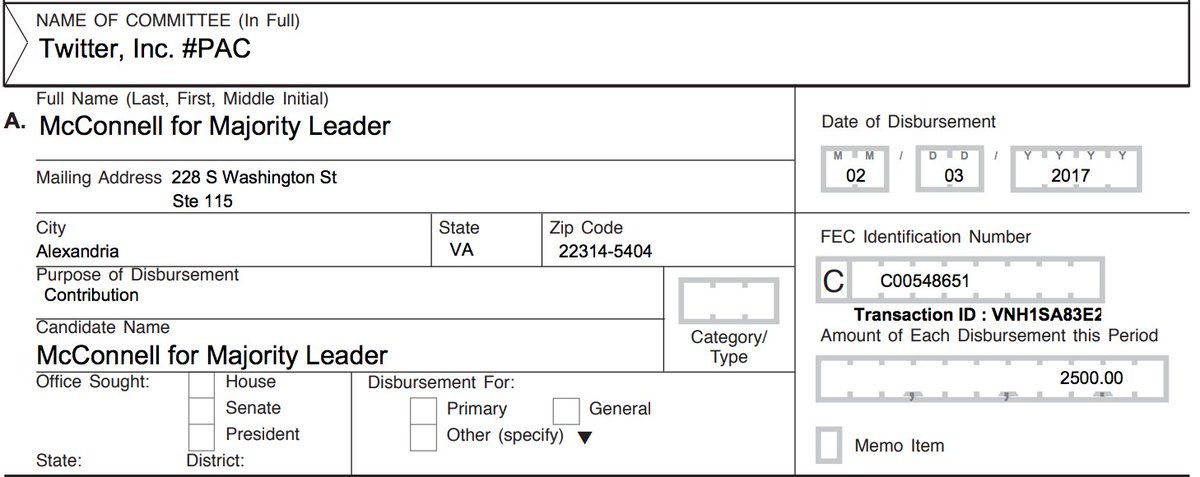 NAME OF COMMITTEE (In Full)
Twitter, Inc. #PAC
Full Name (Last, First, Middle Initial)
A. McConnell for Majority Leader
Mailing Address 228 S Washington St
Ste 115
City
Alexandria
State
VA
Zip Code
22314-5404
Purpose of Disbursement
Contribution
Candidate Name
McConnell for Majority Leader
Category/
Type
Office Sought:
House
Senate
President
State:
District:
Disbursement For:
Primary
General
Other (specify) ▼
Date of Disbursement
M M / D D / Y Y Y Y
02 03 2017
FEC Identification Number
C C00548651
Transaction ID : VNH1SA83E2
Amount of Each Disbursement this Period
2500.00
Memo Item